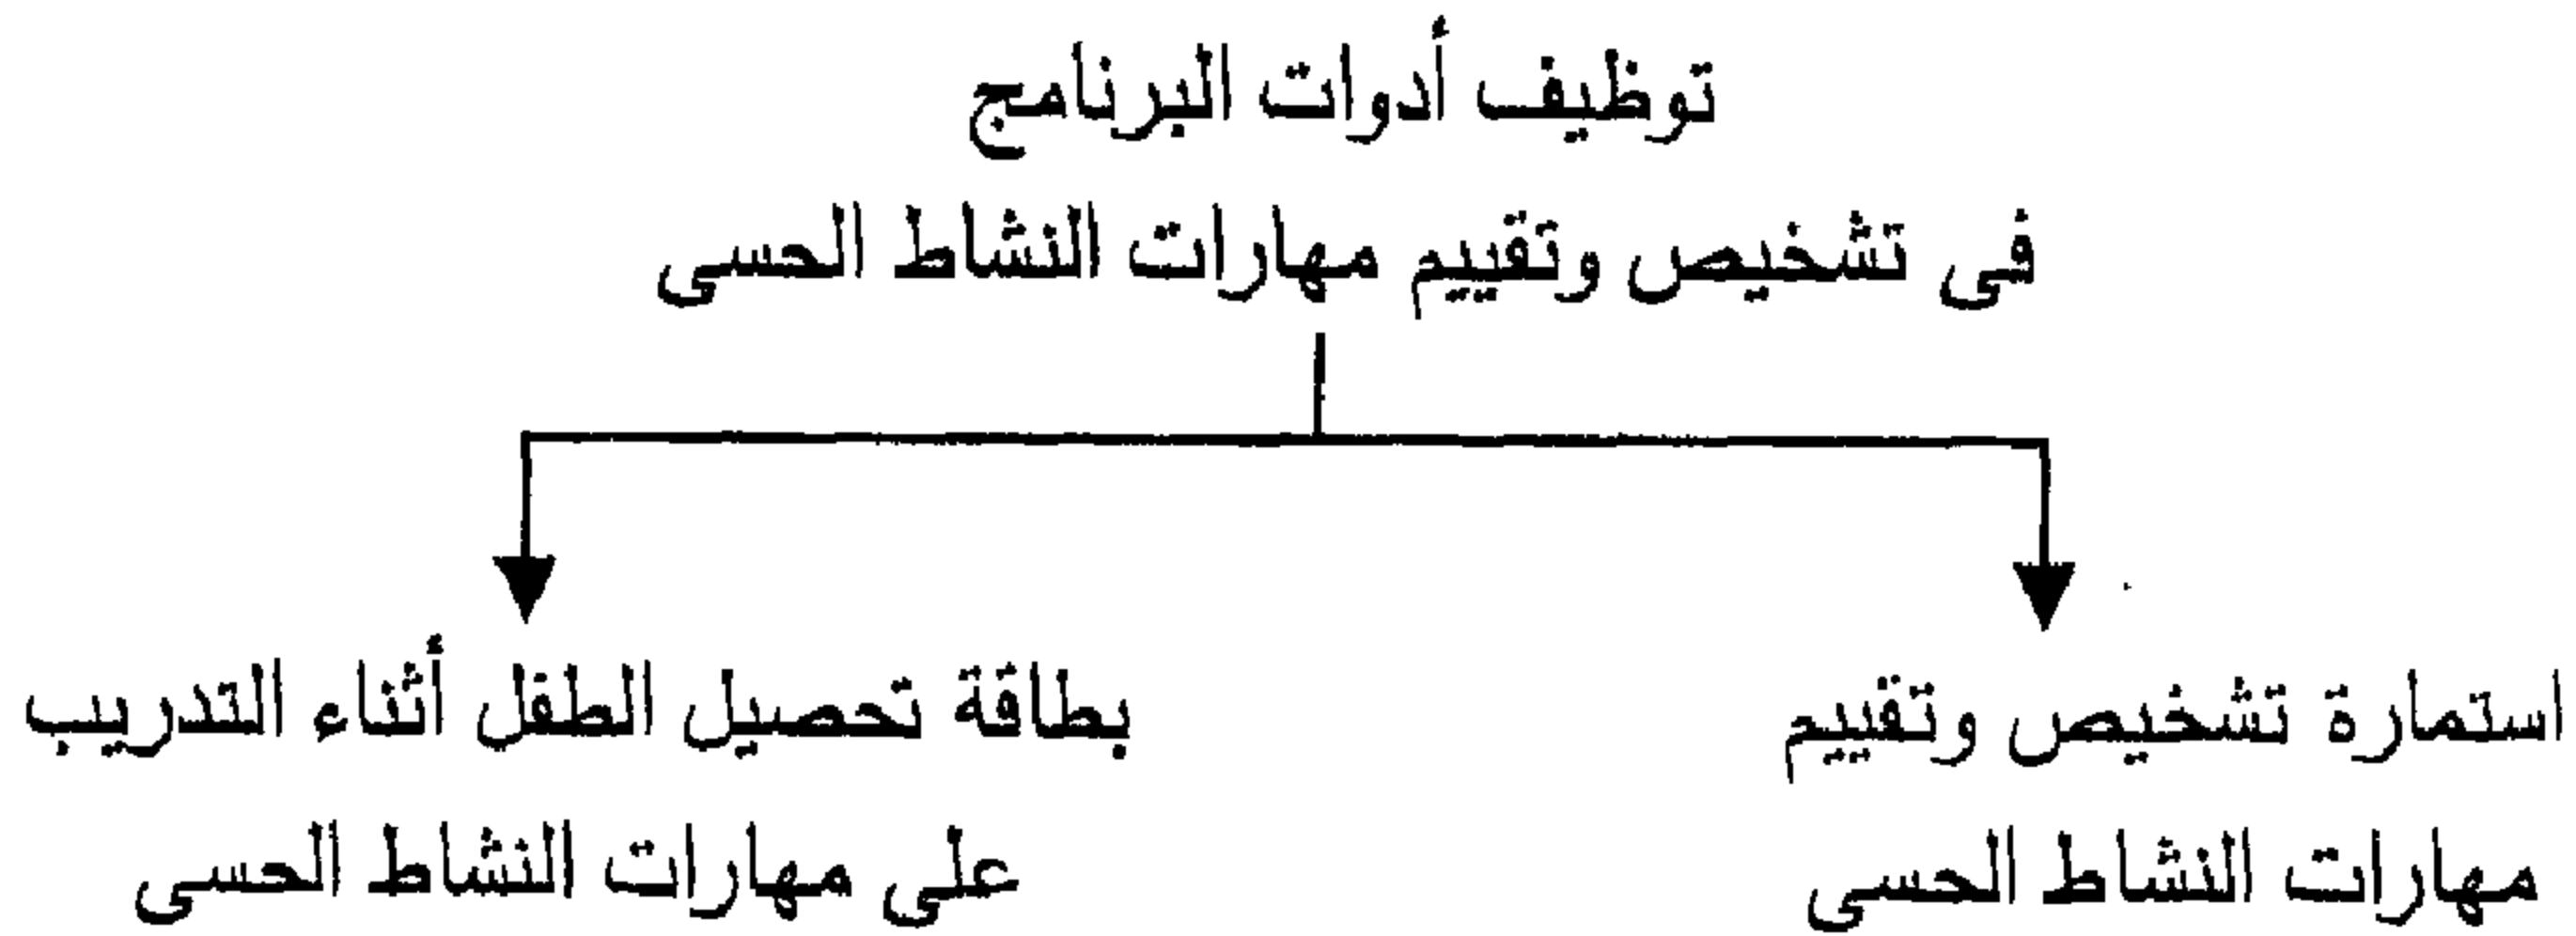 توظيف أدوات البرنامج
فى تشخيص وتقييم مهارات النشاط الحسى
استمارة تشخيص وتقييم
مهارات النشاط الحسى
بطاقة تحصيل الطفل أثناء التدريب
على مهارات النشاط الحسى